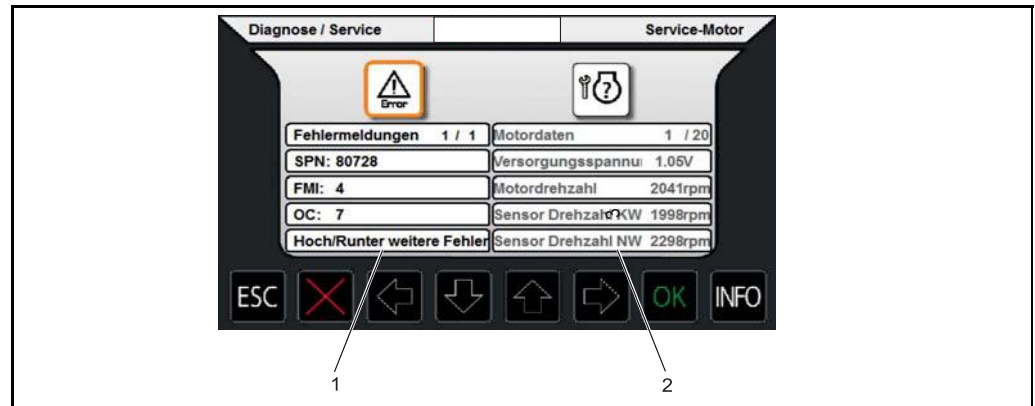 Diagnose / Service Service-Motor
Error
Fehlermeldungen 1 / 1
SPN: 80728
FMI: 4
OC: 7
Hoch/Runter weitere Fehler
Motordaten 1 / 20
Versorgungsspannu 1.05V
Motordrehzahl 2041rpm
Sensor Drehzahl KW 1998rpm
Sensor Drehzahl NW 2298rpm
ESC OK INFO
1 2